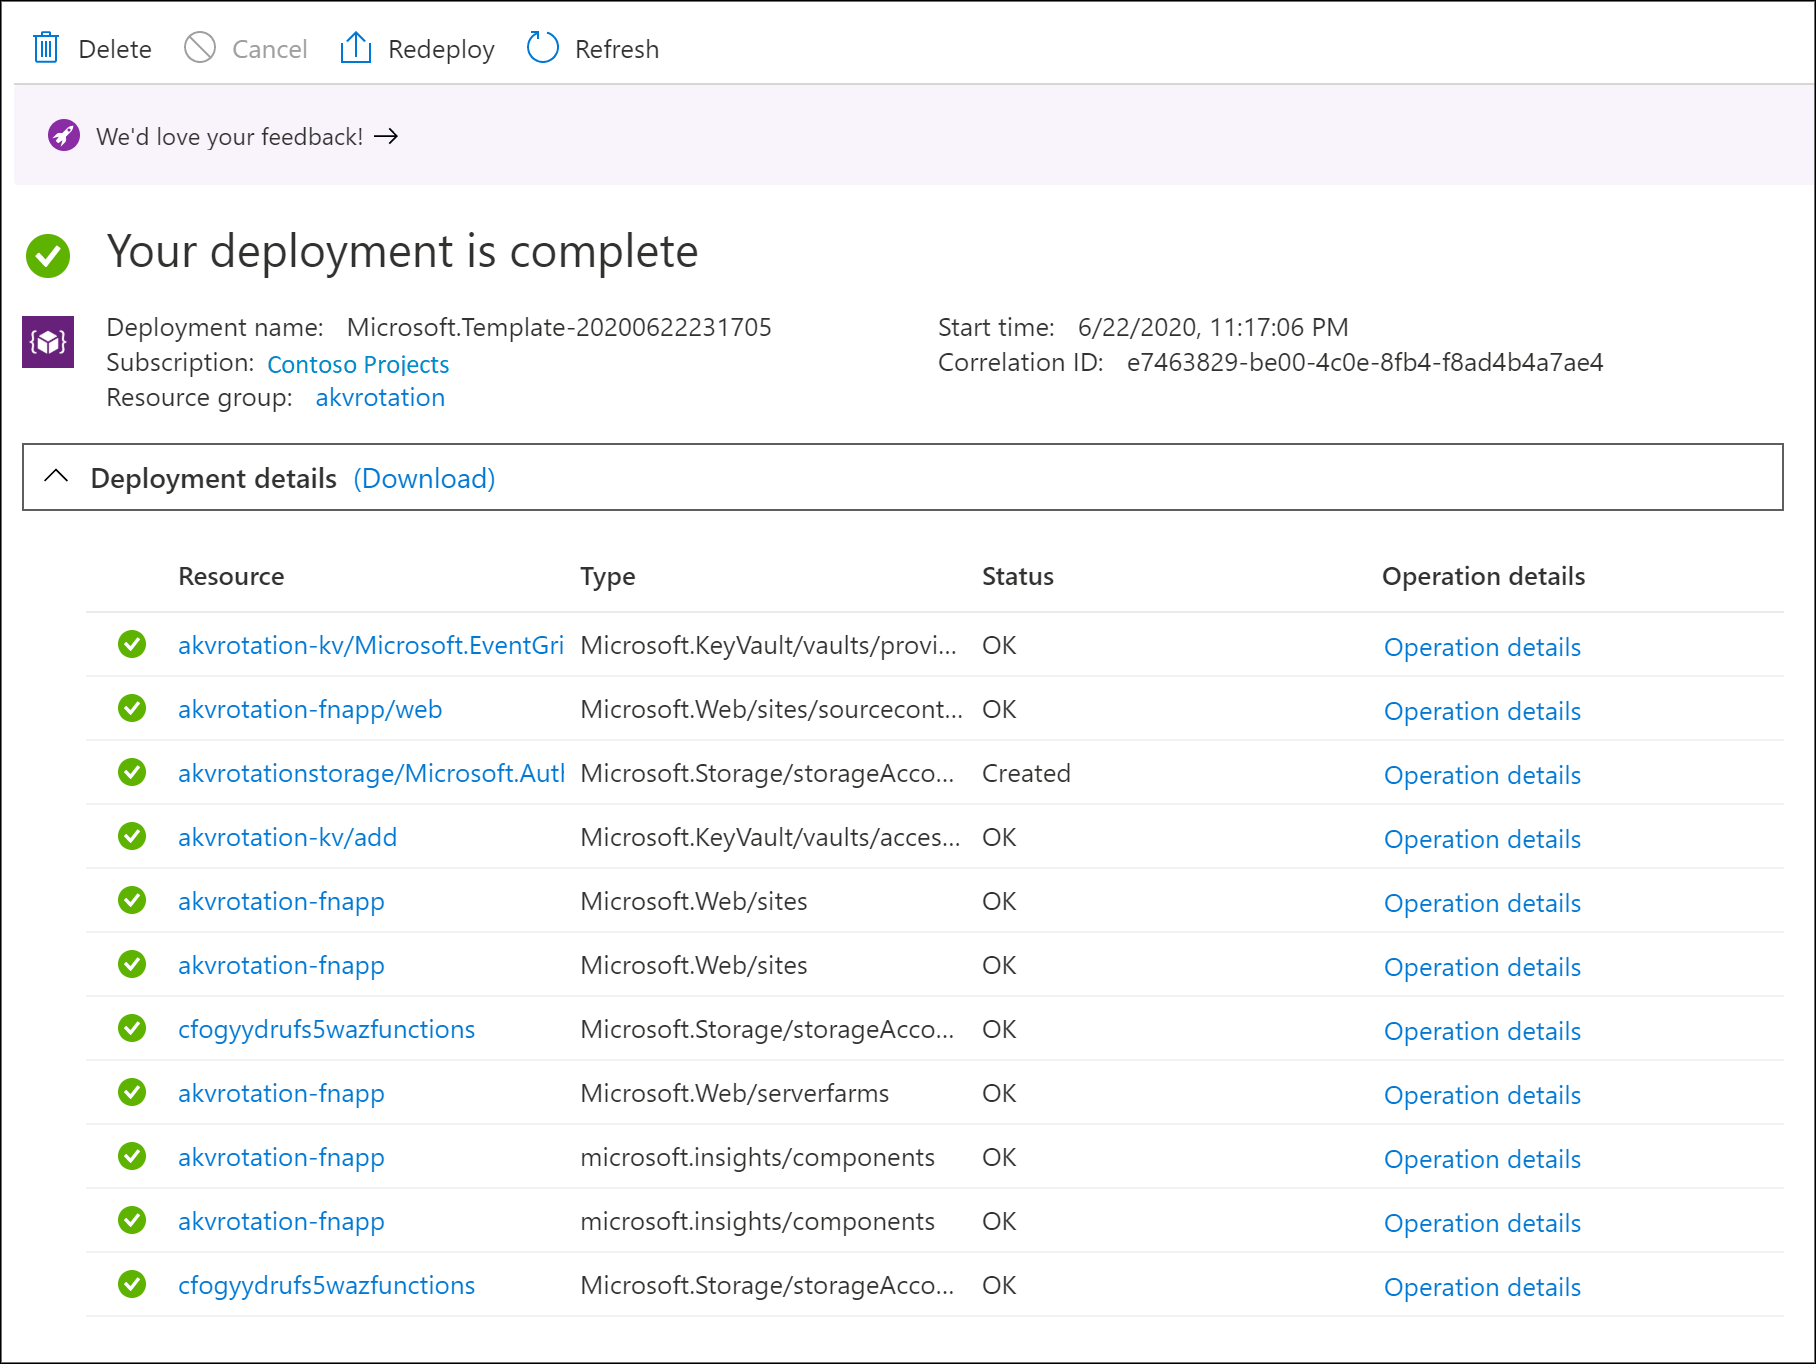 Delete Cancel Redeploy Refresh
We'd love your feedback! →
Your deployment is complete
Deployment name: Microsoft.Template-20200622231705 Start time: 6/22/2020, 11:17:06 PM
Subscription: Contoso Projects Correlation ID: e7463829-be00-4c0e-8fb4-f8ad4b4a7ae4
Resource group: akvrotation
Deployment details (Download)
Resource Type Status Operation details
akvrotation-kv/Microsoft.EventGri Microsoft.KeyVault/vaults/provi... OK Operation details
akvrotation-fnapp/web Microsoft.Web/sites/sourcecont... OK Operation details
akvrotationstorage/Microsoft.Auth Microsoft.Storage/storageAcco... Created Operation details
akvrotation-kv/add Microsoft.KeyVault/vaults/acces... OK Operation details
akvrotation-fnapp Microsoft.Web/sites OK Operation details
akvrotation-fnapp Microsoft.Web/sites OK Operation details
cfogyydrufs5wazfunctions Microsoft.Storage/storageAcco... OK Operation details
akvrotation-fnapp Microsoft.Web/serverfarms OK Operation details
akvrotation-fnapp microsoft.insights/components OK Operation details
akvrotation-fnapp microsoft.insights/components OK Operation details
cfogyydrufs5wazfunctions Microsoft.Storage/storageAcco... OK Operation details